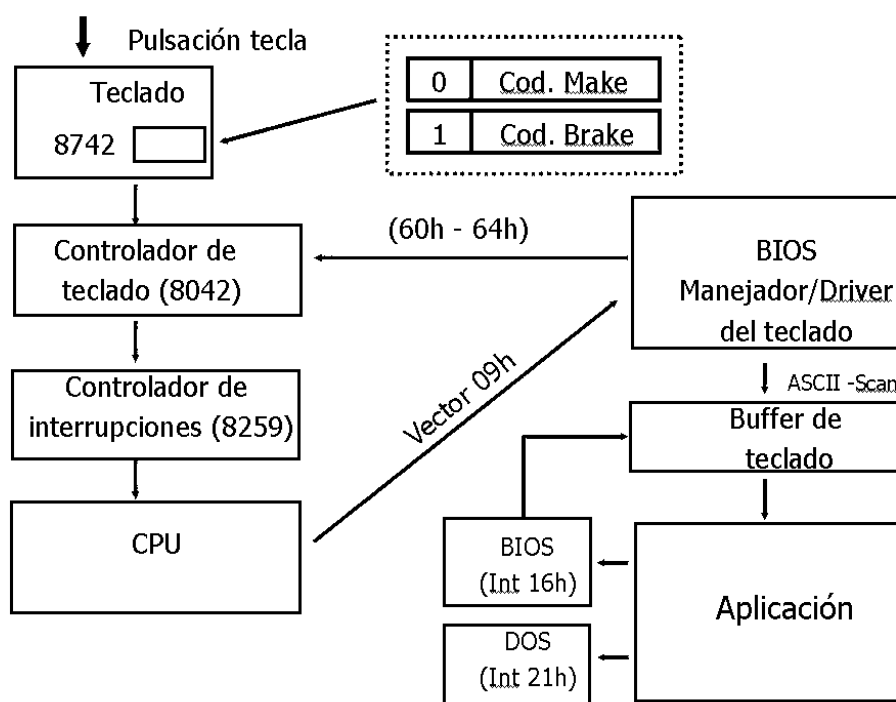 Pulsación tecla
Teclado
8742
0 Cod. Make
1 Cod. Brake
Controlador de
teclado (8042)
(60h - 64h)
BIOS
Manejador/Driver
del teclado
Controlador de
interrupciones (8259)
Vector 09h
ASCII -Scan
Buffer de
teclado
CPU
BIOS
(Int 16h)
DOS
(Int 21h)
Aplicación